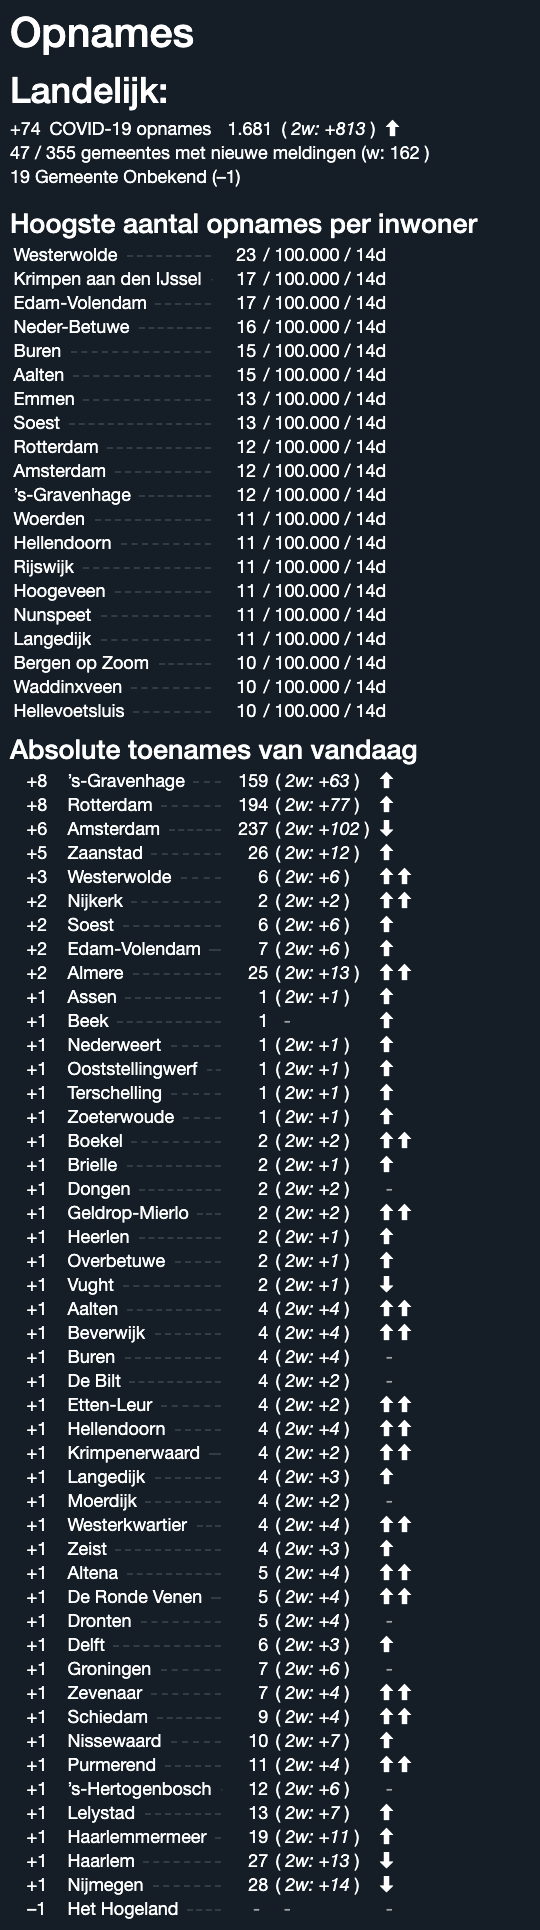 Opnames
Landelijk:
+74 COVID-19 opnames 1.681 ( 2w: +813 ) ⬆
47 / 355 gemeentes met nieuwe meldingen (w: 162 )
19 Gemeente Onbekend (–1)
Hoogste aantal opnames per inwoner
Westerwolde --------- 23 / 100.000 / 14d
Krimpen aan den IJssel - 17 / 100.000 / 14d
Edam-Volendam ------ 17 / 100.000 / 14d
Neder-Betuwe -------- 16 / 100.000 / 14d
Buren --------------- 15 / 100.000 / 14d
Aalten --------------- 15 / 100.000 / 14d
Emmen -------------- 13 / 100.000 / 14d
Soest --------------- 13 / 100.000 / 14d
Rotterdam ----------- 12 / 100.000 / 14d
Amsterdam ---------- 12 / 100.000 / 14d
’s-Gravenhage -------- 12 / 100.000 / 14d
Woerden ------------ 11 / 100.000 / 14d
Hellendoorn ---------- 11 / 100.000 / 14d
Rijswijk -------------- 11 / 100.000 / 14d
Hoogeveen ---------- 11 / 100.000 / 14d
Nunspeet ------------ 11 / 100.000 / 14d
Langedijk ------------ 11 / 100.000 / 14d
Bergen op Zoom ------ 10 / 100.000 / 14d
Waddinxveen --------- 10 / 100.000 / 14d
Hellevoetsluis --------- 10 / 100.000 / 14d
Absolute toenames van vandaag
+8 ’s-Gravenhage --- 159 ( 2w: +63 ) ⬆
+8 Rotterdam ------- 194 ( 2w: +77 ) ⬆
+6 Amsterdam ------ 237 ( 2w: +102 ) ⬇
+5 Zaanstad -------- 26 ( 2w: +12 ) ⬆
+3 Westerwolde ----- 6 ( 2w: +6 ) ⬆⬆
+2 Nijkerk ---------- 2 ( 2w: +2 ) ⬆⬆
+2 Soest ----------- 6 ( 2w: +6 ) ⬆
+2 Edam-Volendam - 7 ( 2w: +6 ) ⬆
+2 Almere ---------- 25 ( 2w: +13 ) ⬆⬆
+1 Assen ----------- 1 ( 2w: +1 ) ⬆
+1 Beek ------------ 1 - ⬆
+1 Nederweert ------ 1 ( 2w: +1 ) ⬆
+1 Ooststellingwerf -- 1 ( 2w: +1 ) ⬆
+1 Terschelling ------ 1 ( 2w: +1 ) ⬆
+1 Zoeterwoude ----- 1 ( 2w: +1 ) ⬆
+1 Boekel ---------- 2 ( 2w: +2 ) ⬆⬆
+1 Brielle ----------- 2 ( 2w: +1 ) ⬆
+1 Dongen --------- 2 ( 2w: +2 ) -
+1 Geldrop-Mierlo --- 2 ( 2w: +2 ) ⬆⬆
+1 Heerlen --------- 2 ( 2w: +1 ) ⬆
+1 Overbetuwe ------ 2 ( 2w: +1 ) ⬆
+1 Vught ----------- 2 ( 2w: +1 ) ⬇
+1 Aalten ----------- 4 ( 2w: +4 ) ⬆⬆
+1 Beverwijk -------- 4 ( 2w: +4 ) ⬆⬆
+1 Buren ----------- 4 ( 2w: +4 ) -
+1 De Bilt ---------- 4 ( 2w: +2 ) -
+1 Etten-Leur ------- 4 ( 2w: +2 ) ⬆⬆
+1 Hellendoorn ------ 4 ( 2w: +4 ) ⬆⬆
+1 Krimpenerwaard - 4 ( 2w: +2 ) ⬆⬆
+1 Langedijk -------- 4 ( 2w: +3 ) ⬆
+1 Moerdijk --------- 4 ( 2w: +2 ) -
+1 Westerkwartier --- 4 ( 2w: +4 ) ⬆⬆
+1 Zeist ------------ 4 ( 2w: +3 ) ⬆
+1 Altena ----------- 5 ( 2w: +4 ) ⬆⬆
+1 De Ronde Venen - 5 ( 2w: +4 ) ⬆⬆
+1 Dronten --------- 5 ( 2w: +4 ) -
+1 Delft ------------ 6 ( 2w: +3 ) ⬆
+1 Groningen ------- 7 ( 2w: +6 ) -
+1 Zevenaar -------- 7 ( 2w: +4 ) ⬆⬆
+1 Schiedam -------- 9 ( 2w: +4 ) ⬆⬆
+1 Nissewaard ------ 10 ( 2w: +7 ) ⬆
+1 Purmerend ------- 11 ( 2w: +4 ) ⬆⬆
+1 ’s-Hertogenbosch - 12 ( 2w: +6 ) -
+1 Lelystad --------- 13 ( 2w: +7 ) ⬆
+1 Haarlemmermeer - 19 ( 2w: +11 ) ⬆
+1 Haarlem --------- 27 ( 2w: +13 ) ⬇
+1 Nijmegen -------- 28 ( 2w: +14 ) ⬇
–1 Het Hogeland ---- - - -